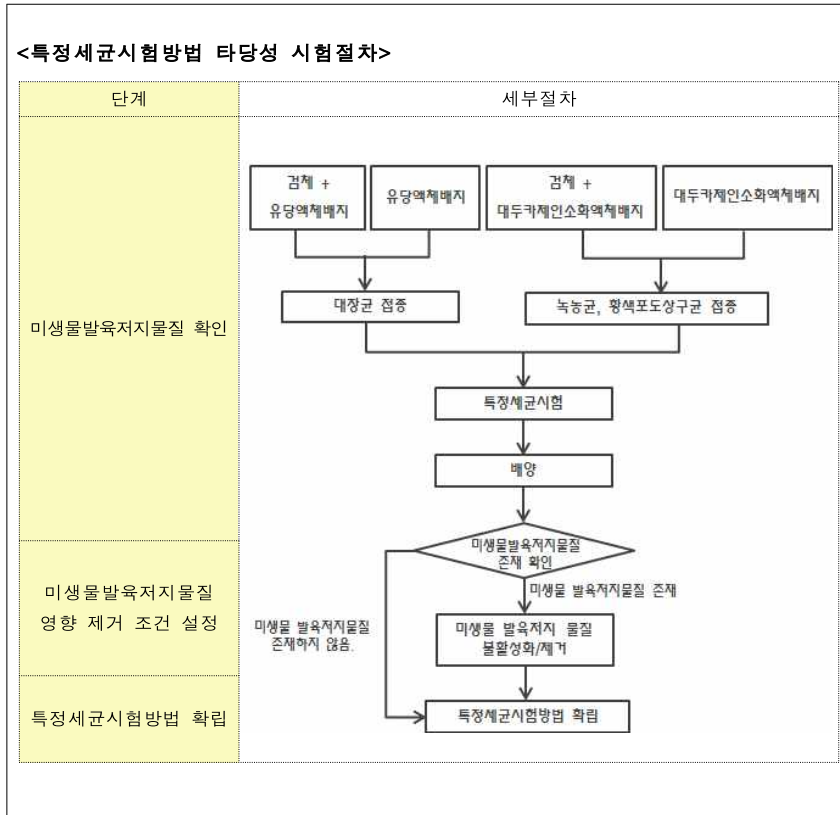 <특정세균시험방법 타당성 시험절차>
단계
세부절차
미생물발육저지물질 확인
검체 +
유당액체배지
유당액체배지
검체 +
대두카제인소화액체배지
대두카제인소화액체배지
대장균 접종
녹농균, 황색포도상구균 접종
특정세균시험
배양
미생물발육저지물질
존재 확인
미생물발육저지물질
영향 제거 조건 설정
미생물 발육저지물질 존재
미생물 발육저지물질
존재하지 않음.
미생물 발육저지 물질
불활성화/제거
특정세균시험방법 확립
특정세균시험방법 확립